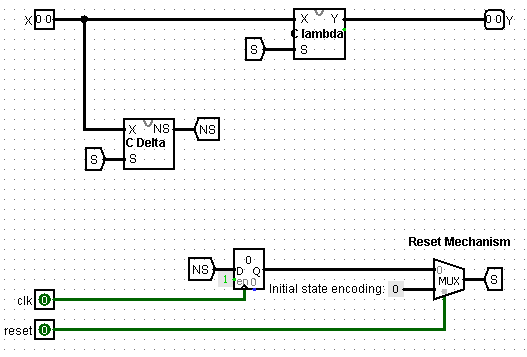 X 0 0 X Y 0 0 Y
C lambda
S S
X NS NS
C Delta
S S
Reset Mechanism
0
NS D Q 0
1 en 0 MUX S
Initial state encoding: 0
clk 0
reset 0